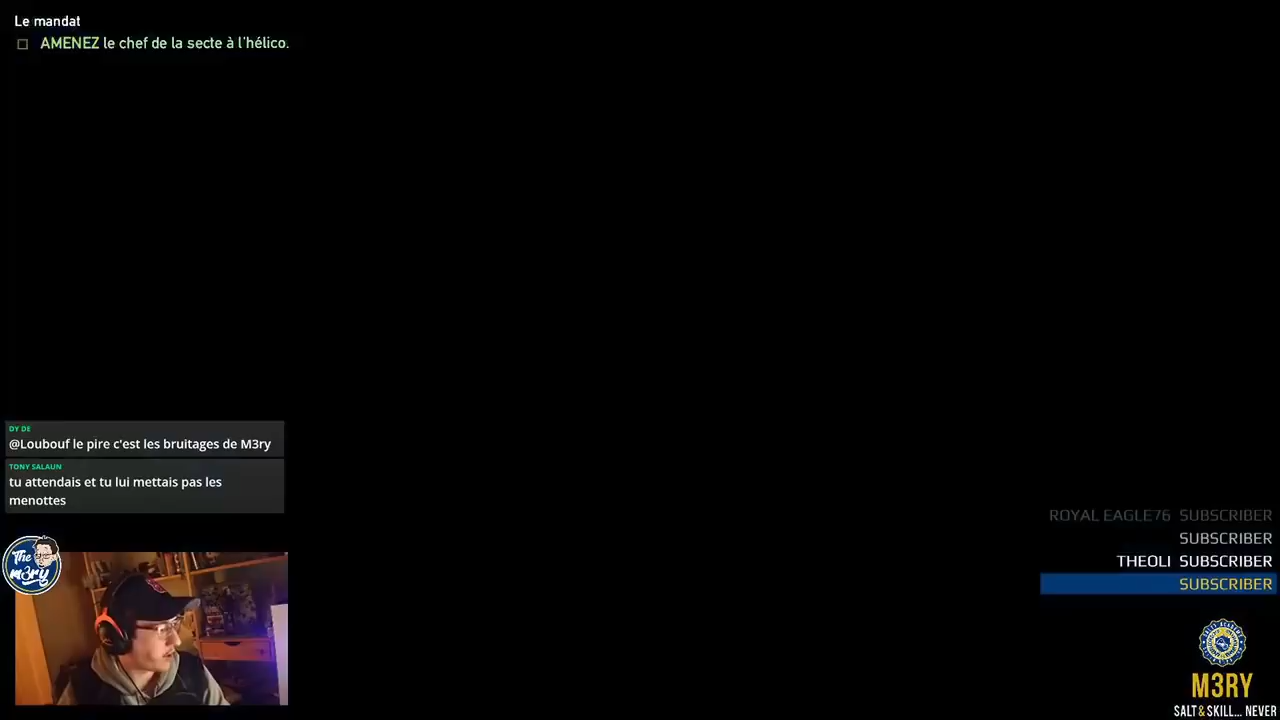 Le mandat
AMENEZ le chef de la secte à l'hélico.
DY DE
@Loubouf le pire c'est les bruitages de M3ry
TONY SALAUN
tu attendais et tu lui mettais pas les
menottes
The
m3ry
ROYAL EAGLE76 SUBSCRIBER
SUBSCRIBER
THEOLI SUBSCRIBER
SUBSCRIBER
M3RY
SALT & SKILL... NEVER